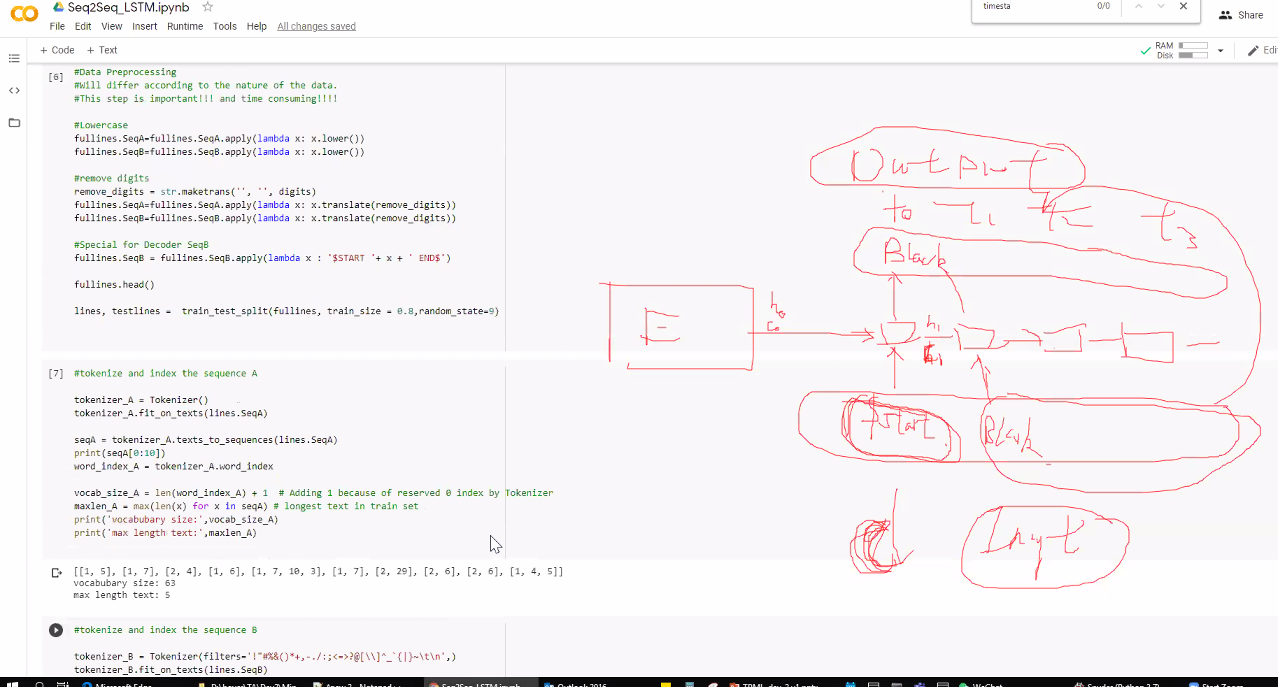 Seq2Seq_LSTM.ipynb
timesta
0/0
Share
File Edit View Insert Runtime Tools Help All changes saved
+ Code + Text
RAM
Disk
Edi
[6]
#Data Preprocessing
#Will differ according to the nature of the data.
#This step is important!!! and time consuming!!!!
#Lowercase
fullines.SeqA=fullines.SeqA.apply(lambda x: x.lower())
fullines.SeqB=fullines.SeqB.apply(lambda x: x.lower())
#remove digits
remove_digits = str.maketrans('', '', digits)
fullines.SeqA=fullines.SeqA.apply(lambda x: x.translate(remove_digits))
fullines.SeqB=fullines.SeqB.apply(lambda x: x.translate(remove_digits))
#Special for Decoder SeqB
fullines.SeqB = fullines.SeqB.apply(lambda x : '$START '+ x + ' END$')
fullines.head()
lines, testlines = train_test_split(fullines, train_size = 0.8,random_state=9)
[7]
#tokenize and index the sequence A
tokenizer_A = Tokenizer()
tokenizer_A.fit_on_texts(lines.SeqA)
seqA = tokenizer_A.texts_to_sequences(lines.SeqA)
print(seqA[0:10])
word_index_A = tokenizer_A.word_index
vocab_size_A = len(word_index_A) + 1 # Adding 1 because of reserved 0 index by Tokenizer
maxlen_A = max(len(x) for x in seqA) # longest text in train set
print('vocabubary size:',vocab_size_A)
print('max length text:',maxlen_A)
[[1, 5], [1, 7], [3, 4], [1, 6], [1, 7, 10, 3], [3, 7], [2, 29], [2, 6], [2, 6], [1, 4, 5]]
vocabubary size: 63
max length text: 5
#tokenize and index the sequence B
tokenizer_B = Tokenizer(filters='!"#%&()*+,-./:;<=>?@[\\]^_`{|}~\t\n',)
tokenizer_B.fit_on_texts(lines.SeqB)
Output
t0 t1 t2 t3
Black
E
h0
c0
h1
Start
Black
Input